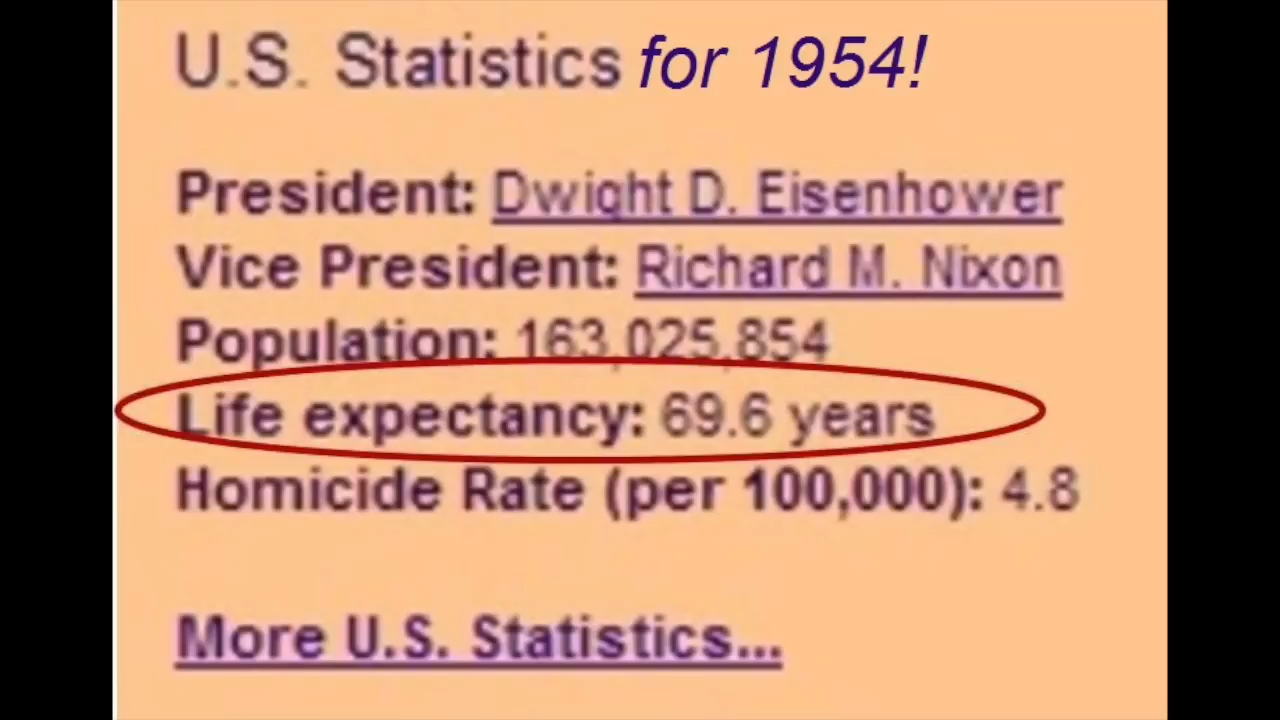 U.S. Statistics for 1954!
President: Dwight D. Eisenhower
Vice President: Richard M. Nixon
Population: 163,025,854
Life expectancy: 69.6 years
Homicide Rate (per 100,000): 4.8
More U.S. Statistics...